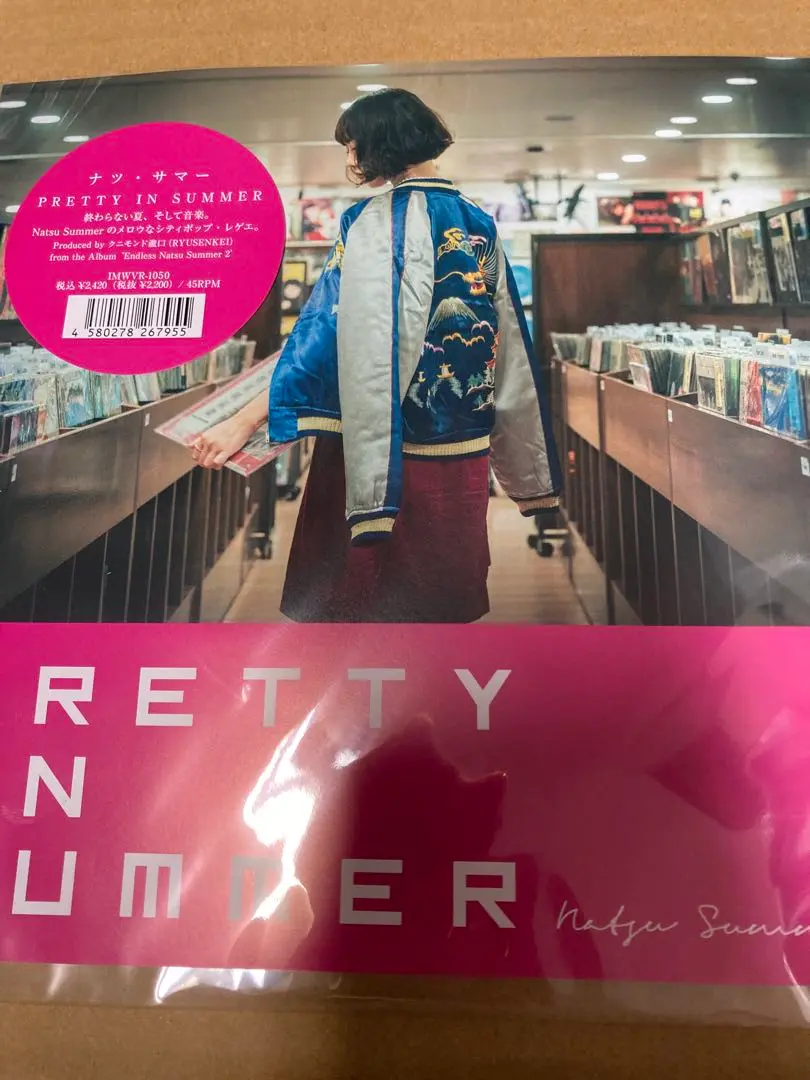 ナツ・サマー
PRETTY IN SUMMER
終わらない夏、そして音楽。
Natsu Summer のメロウなシティポップ・レゲエ。
Produced by クニモンド瀧口 (RYUSENKEI)
from the Album 'Endless Natsu Summer 2'
IMWVR-1050
税込 ¥2,420 (税抜 ¥2,200) / 45RPM
4 580278 267955
RETTY
N
UMMER
Natsu Summ